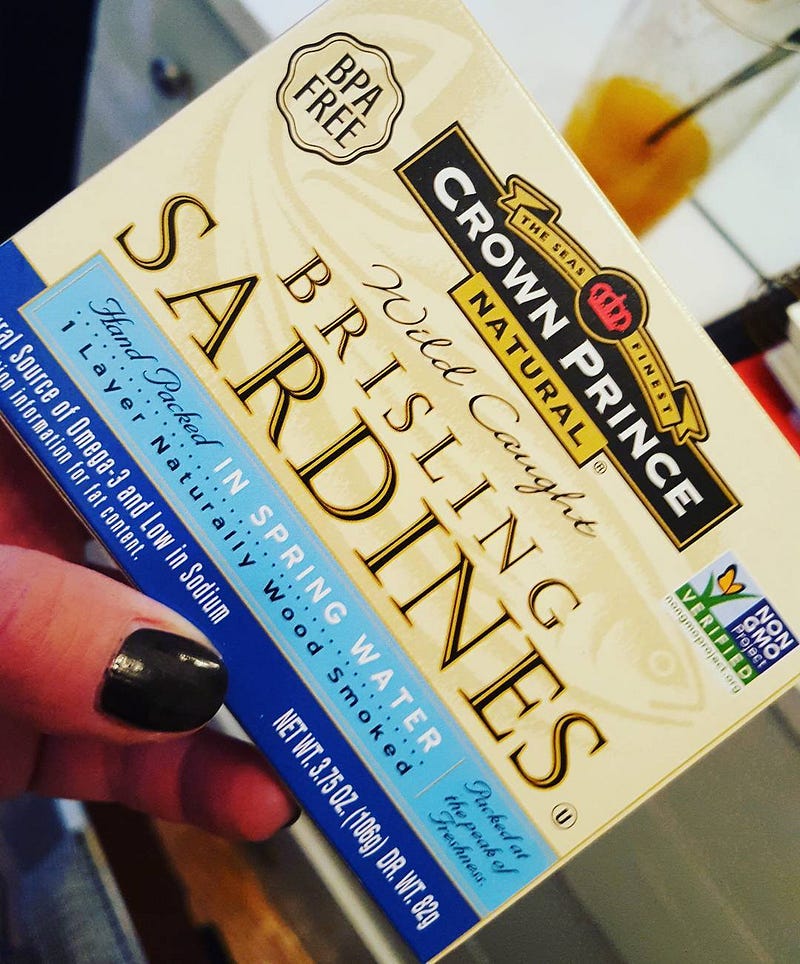 BPA
FREE
THE SEAS
FINEST
CROWN PRINCE
NATURAL®
Wild Caught
BRISLING
SARDINES
U
Hand Packed IN SPRING WATER
1 Layer Naturally Wood Smoked
Packed at
the peak of
Freshness.
Source of Omega-3 and Low in Sodium
information for fat content.
NET WT. 3.75 OZ. (106g) DR. WT. 82g
NON
GMO
Project
VERIFIED
nongmoproject.org